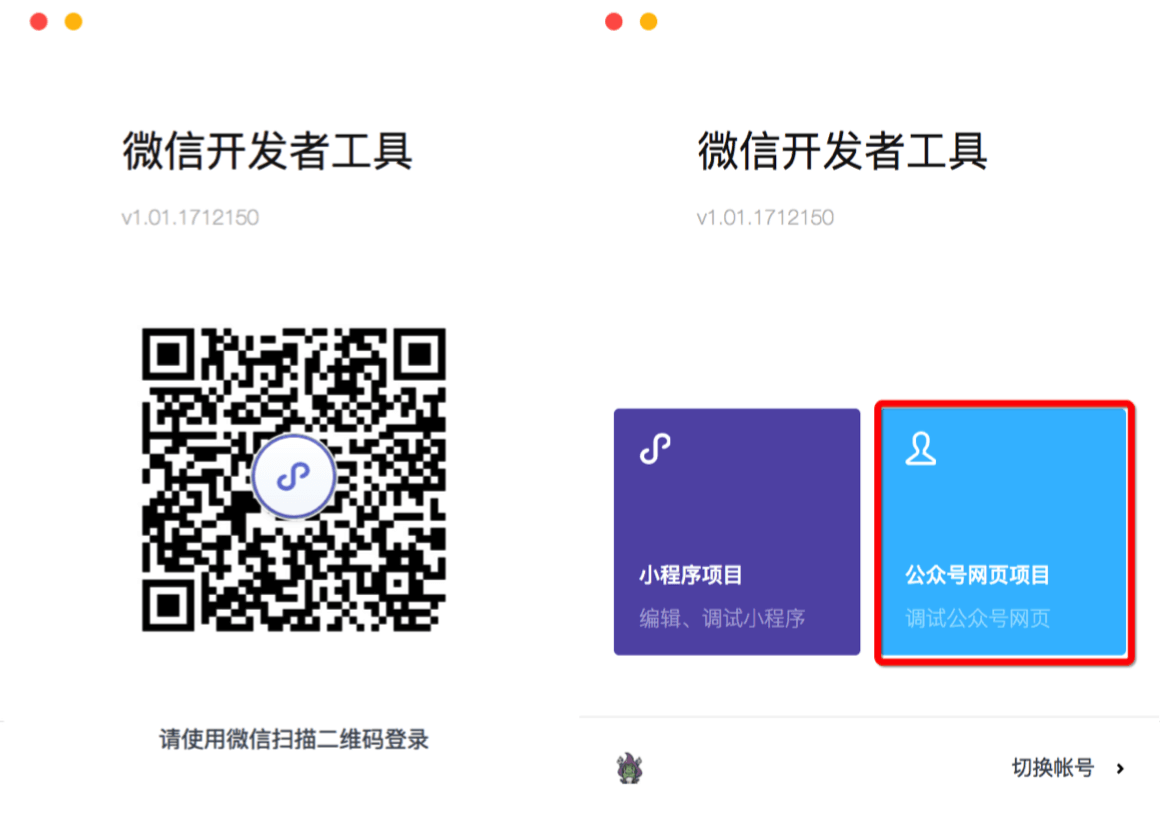 微信开发者工具
v1.01.1712150
请使用微信扫描二维码登录
微信开发者工具
v1.01.1712150
小程序项目
编辑、调试小程序
公众号网页项目
调试公众号网页
切换帐号